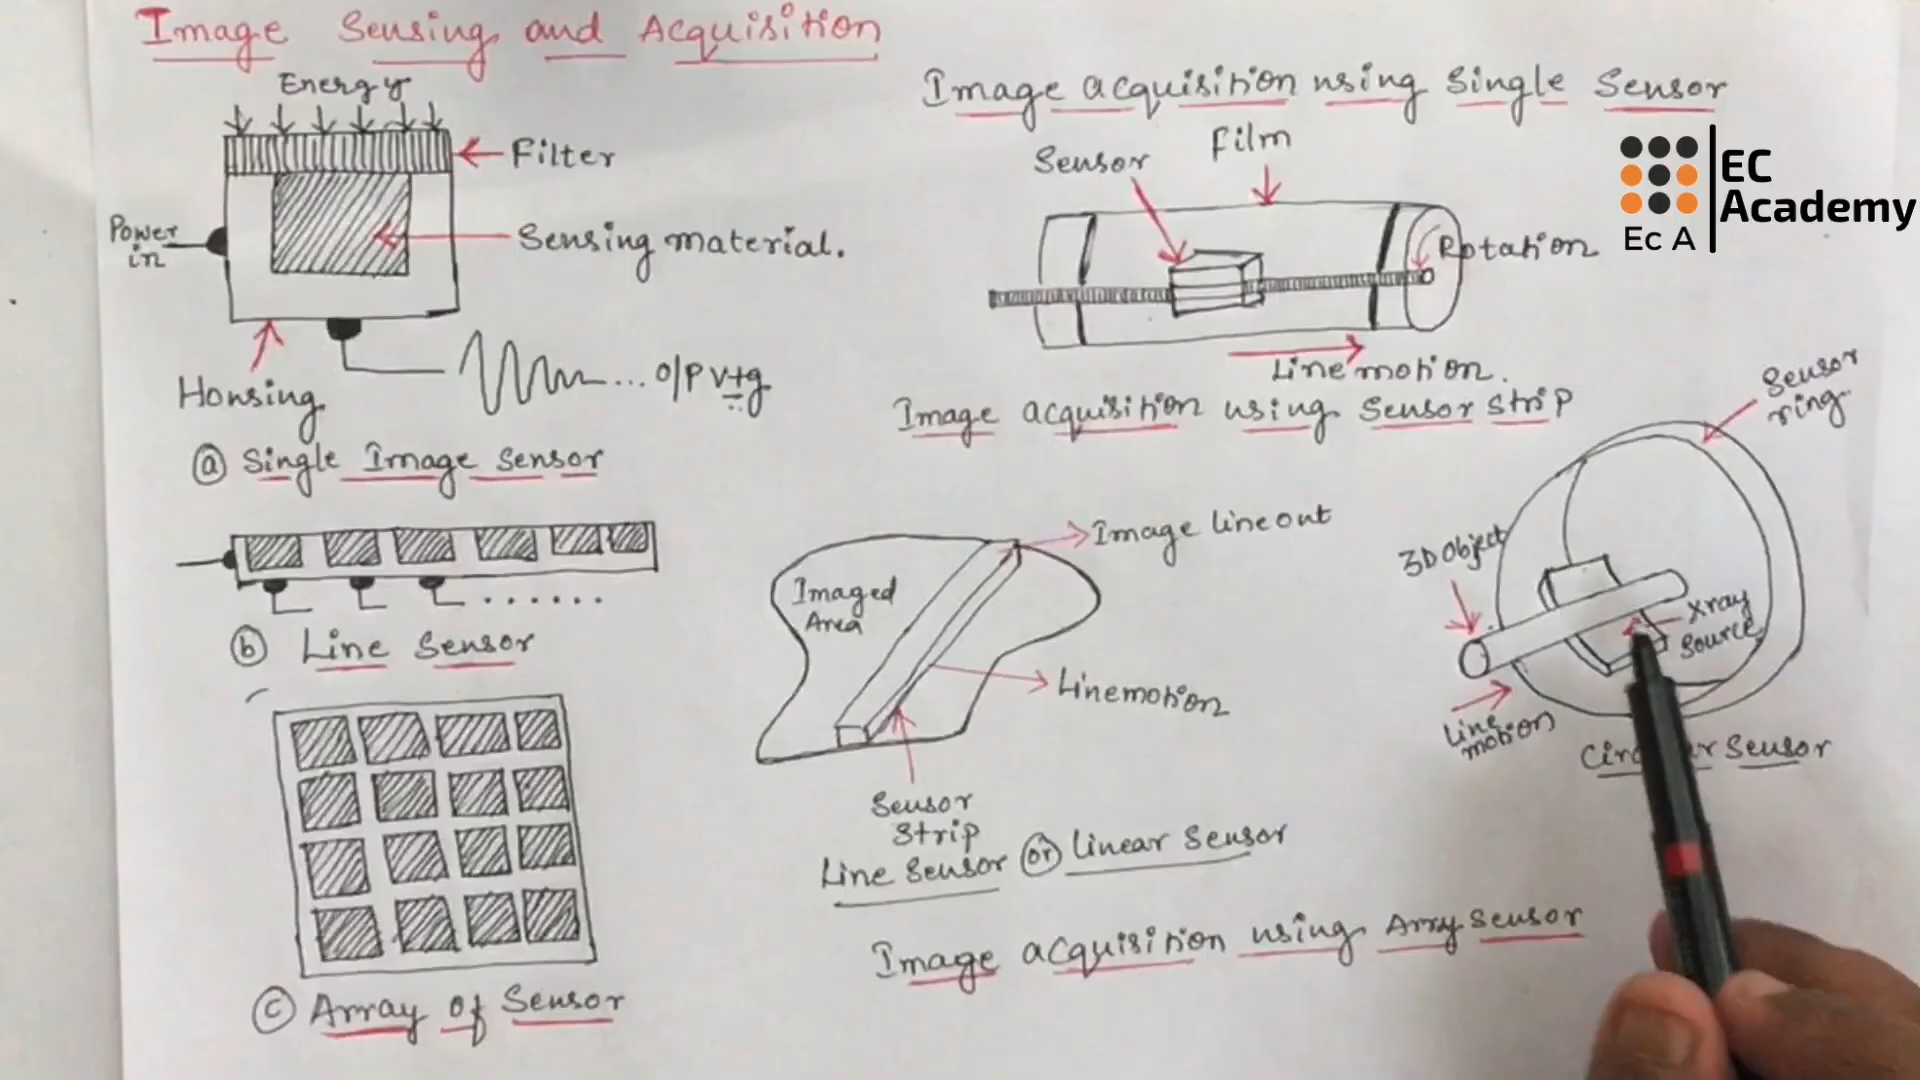 Image Sensing and Acquisition
Energy
Filter
Power
in
Sensing material.
Housing
... o/p vtg
(a) Single Image Sensor
(b) Line Sensor
(c) Array of Sensor
Image acquisition using Single Sensor
Film
Sensor
Rotation
Line motion.
EC
Academy
Ec A
Image acquisition using Sensor Strip
Sensor
ring
Image line out
Imaged
Area
Line motion
Sensor
Strip
Line Sensor (or) Linear Sensor
3D Object
Xray
Source
Line
motion
Sensor
Image acquisition using Array Sensor